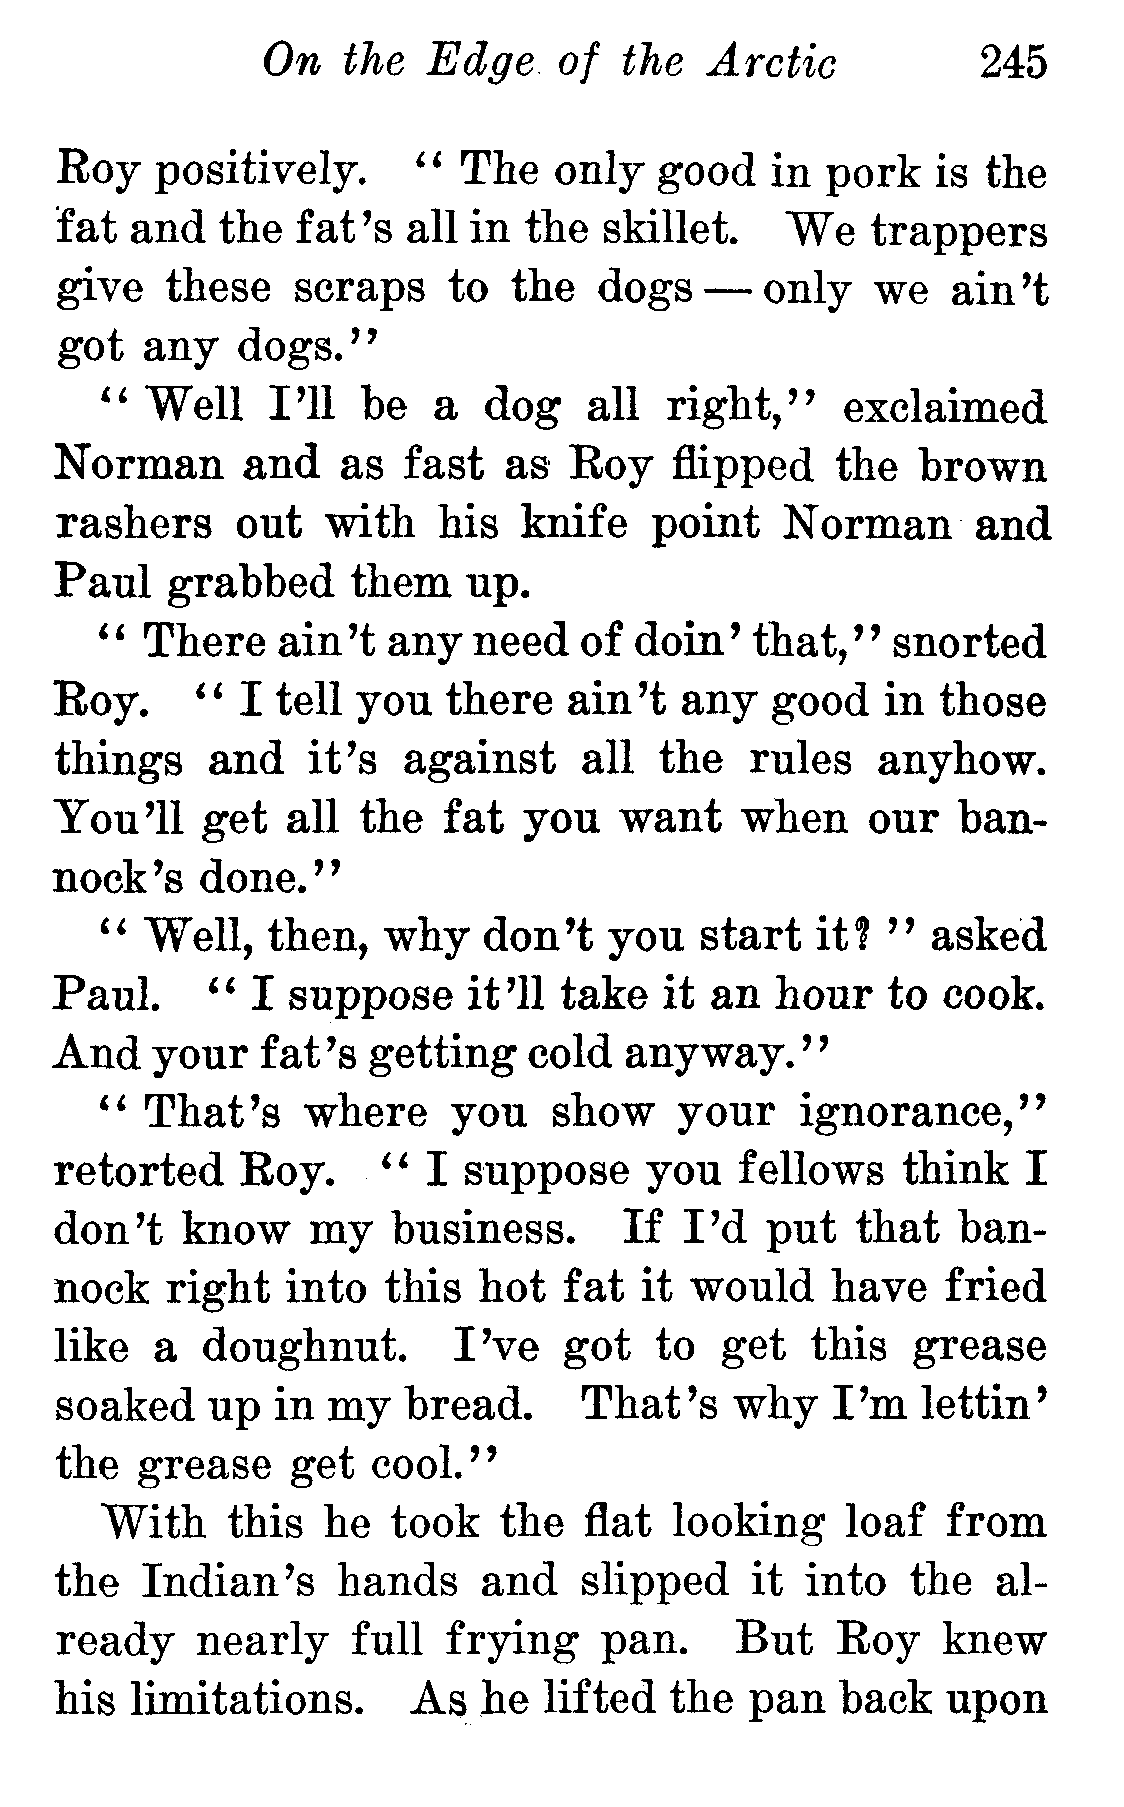 On the Edge of the Arctic 245
Roy positively. “ The only good in pork is the
fat and the fat’s all in the skillet. We trappers
give these scraps to the dogs — only we ain’t
got any dogs.”
“ Well I’ll be a dog all right,” exclaimed
Norman and as fast as Roy flipped the brown
rashers out with his knife point Norman and
Paul grabbed them up.
“ There ain’t any need of doin’ that,” snorted
Roy. “ I tell you there ain’t any good in those
things and it’s against all the rules anyhow.
You’ll get all the fat you want when our ban-
nock’s done.”
“ Well, then, why don’t you start it? ” asked
Paul. “ I suppose it’ll take it an hour to cook.
And your fat’s getting cold anyway.”
“ That’s where you show your ignorance,”
retorted Roy. “ I suppose you fellows think I
don’t know my business. If I’d put that ban-
nock right into this hot fat it would have fried
like a doughnut. I’ve got to get this grease
soaked up in my bread. That’s why I’m lettin’
the grease get cool.”
With this he took the flat looking loaf from
the Indian’s hands and slipped it into the al-
ready nearly full frying pan. But Roy knew
his limitations. As he lifted the pan back upon